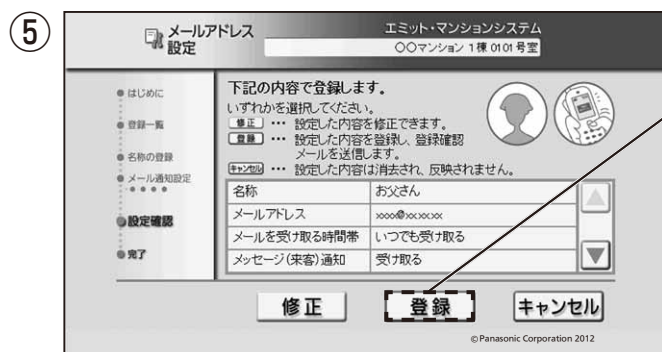 ⑤
メールアドレス
設定
エミット・マンションシステム
○○マンション 1棟 0101号室
はじめに
登録一覧
名称の登録
メール通知設定
設定確認
完了
下記の内容で登録します。
いずれかを選択してください。
修正 ••• 設定した内容を修正できます。
登録 ••• 設定した内容を登録し、登録確認
メールを送信します。
キャンセル ••• 設定した内容は消去され、反映されません。
名称 お父さん
メールアドレス xxxx@xx.xx.xx
メールを受け取る時間帯 いつでも受け取る
メッセージ(来客)通知 受け取る
修正 登録 キャンセル
© Panasonic Corporation 2012